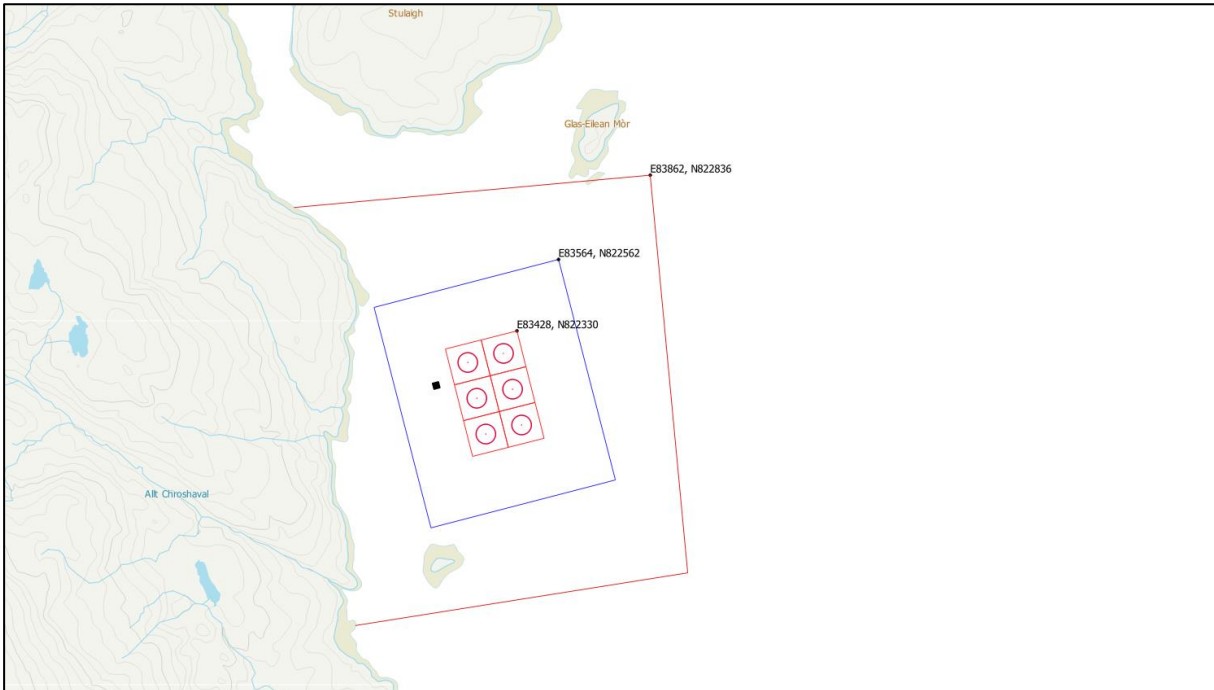 Stulaigh
Glas-Eilean Mòr
E83862, N822836
E83564, N822562
E83428, N822330
Allt Chroshaval